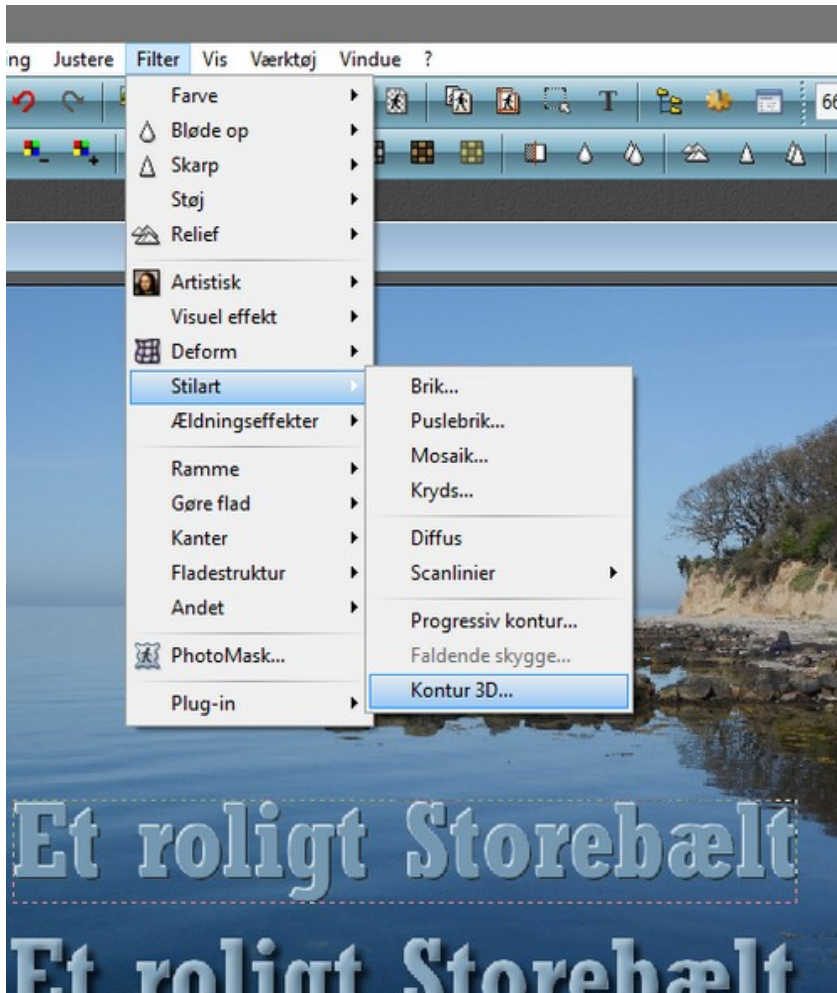 ng Justere Filter Vis Værktøj Vindue ?
T 66
Farve
Bløde op
Skarp
Støj
Relief
Artistisk
Visuel effekt
Deform
Stilart
Ældningseffekter
Ramme
Gøre flad
Kanter
Fladestruktur
Andet
PhotoMask...
Plug-in
Brik...
Puslebrik...
Mosaik...
Kryds...
Diffus
Scanlinier
Progressiv kontur...
Faldende skygge...
Kontur 3D...
Et roligt Storebælt
Et roligt Storebælt